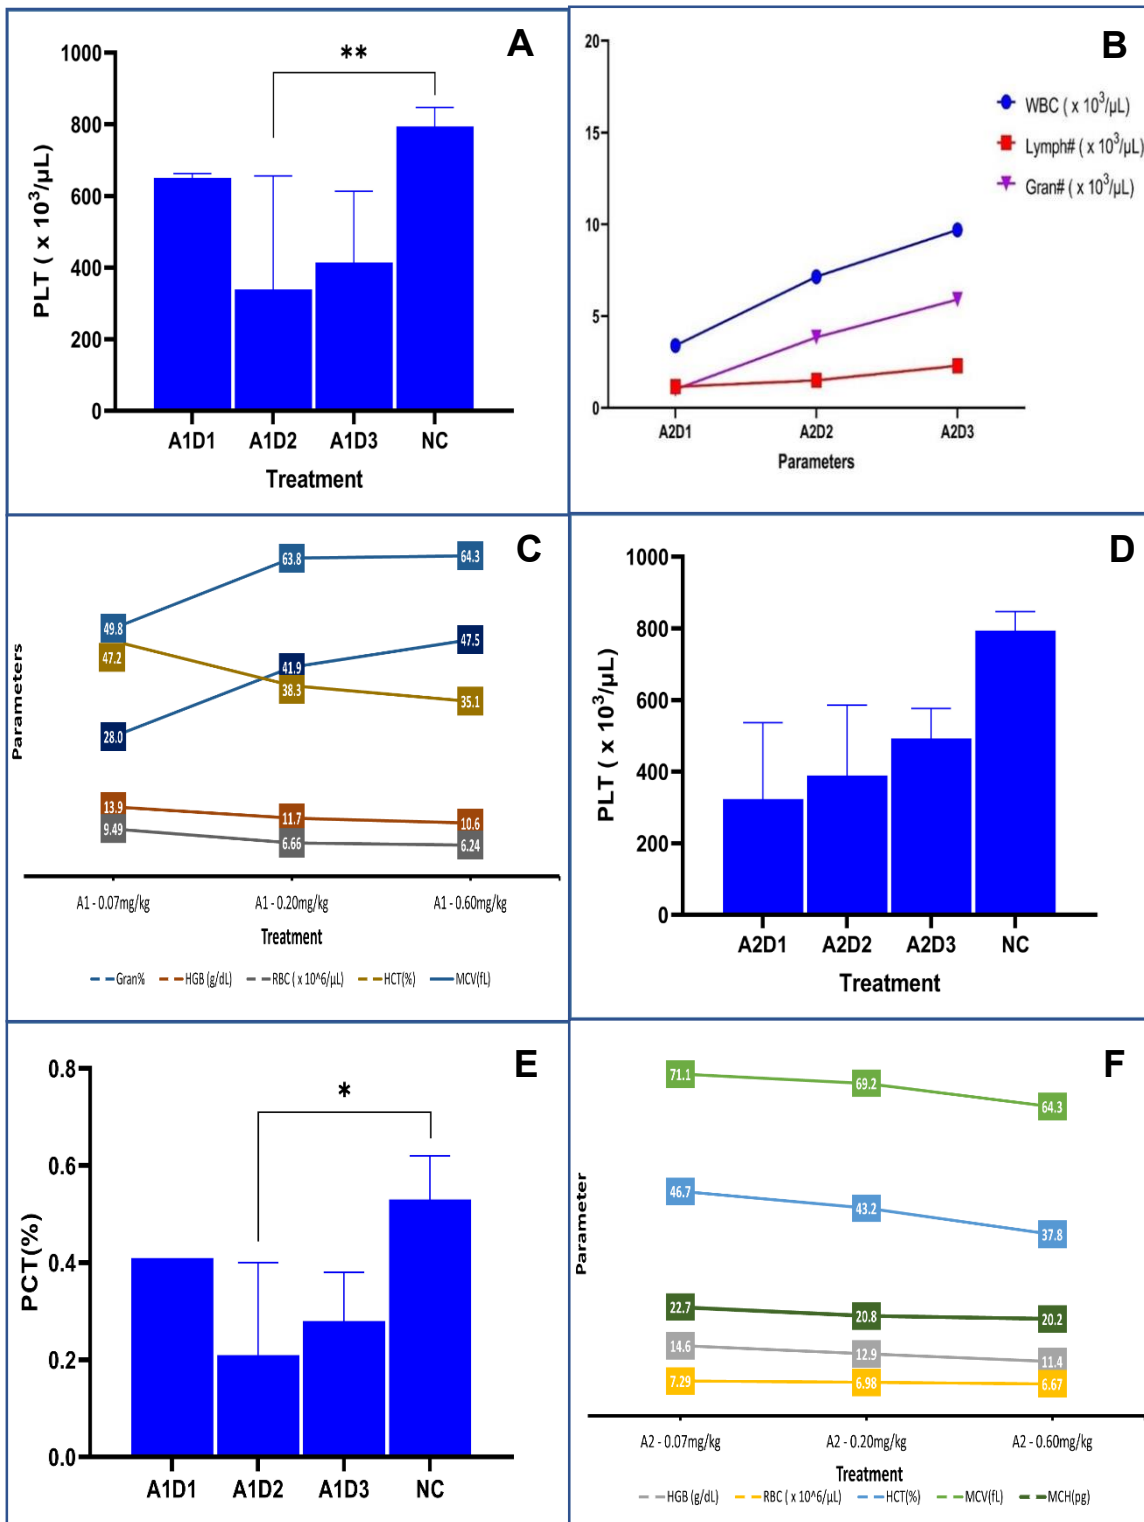 A
**
1000
800
600
400
200
0
PLT ( x 10³/µL)
A1D1 A1D2 A1D3 NC
Treatment
B
20
15
10
5
0
WBC ( x 10³/µL)
Lymph# ( x 10³/µL)
Gran# ( x 10³/µL)
A2D1 A2D2 A2D3
Parameters
C
Parameters
49.8 63.8 64.3
47.2 38.3 35.1
28.0 41.9 47.5
13.9 11.7 10.6
9.49 6.66 6.24
A1 - 0.07mg/kg A1 - 0.20mg/kg A1 - 0.60mg/kg
Treatment
Gran% HGB (g/dL) RBC ( x 10^6/µL) HCT(%) MCV(fL)
D
1000
800
600
400
200
0
PLT ( x 10³/µL)
A2D1 A2D2 A2D3 NC
Treatment
E
*
0.8
0.6
0.4
0.2
0.0
PCT(%)
A1D1 A1D2 A1D3 NC
F
Parameter
71.1 69.2 64.3
46.7 43.2 37.8
22.7 20.8 20.2
14.6 12.9 11.4
7.29 6.98 6.67
A2 - 0.07mg/kg A2 - 0.20mg/kg A2 - 0.60mg/kg
Treatment
HGB (g/dL) RBC ( x 10^6/µL) HCT(%) MCV(fL) MCH(pg)